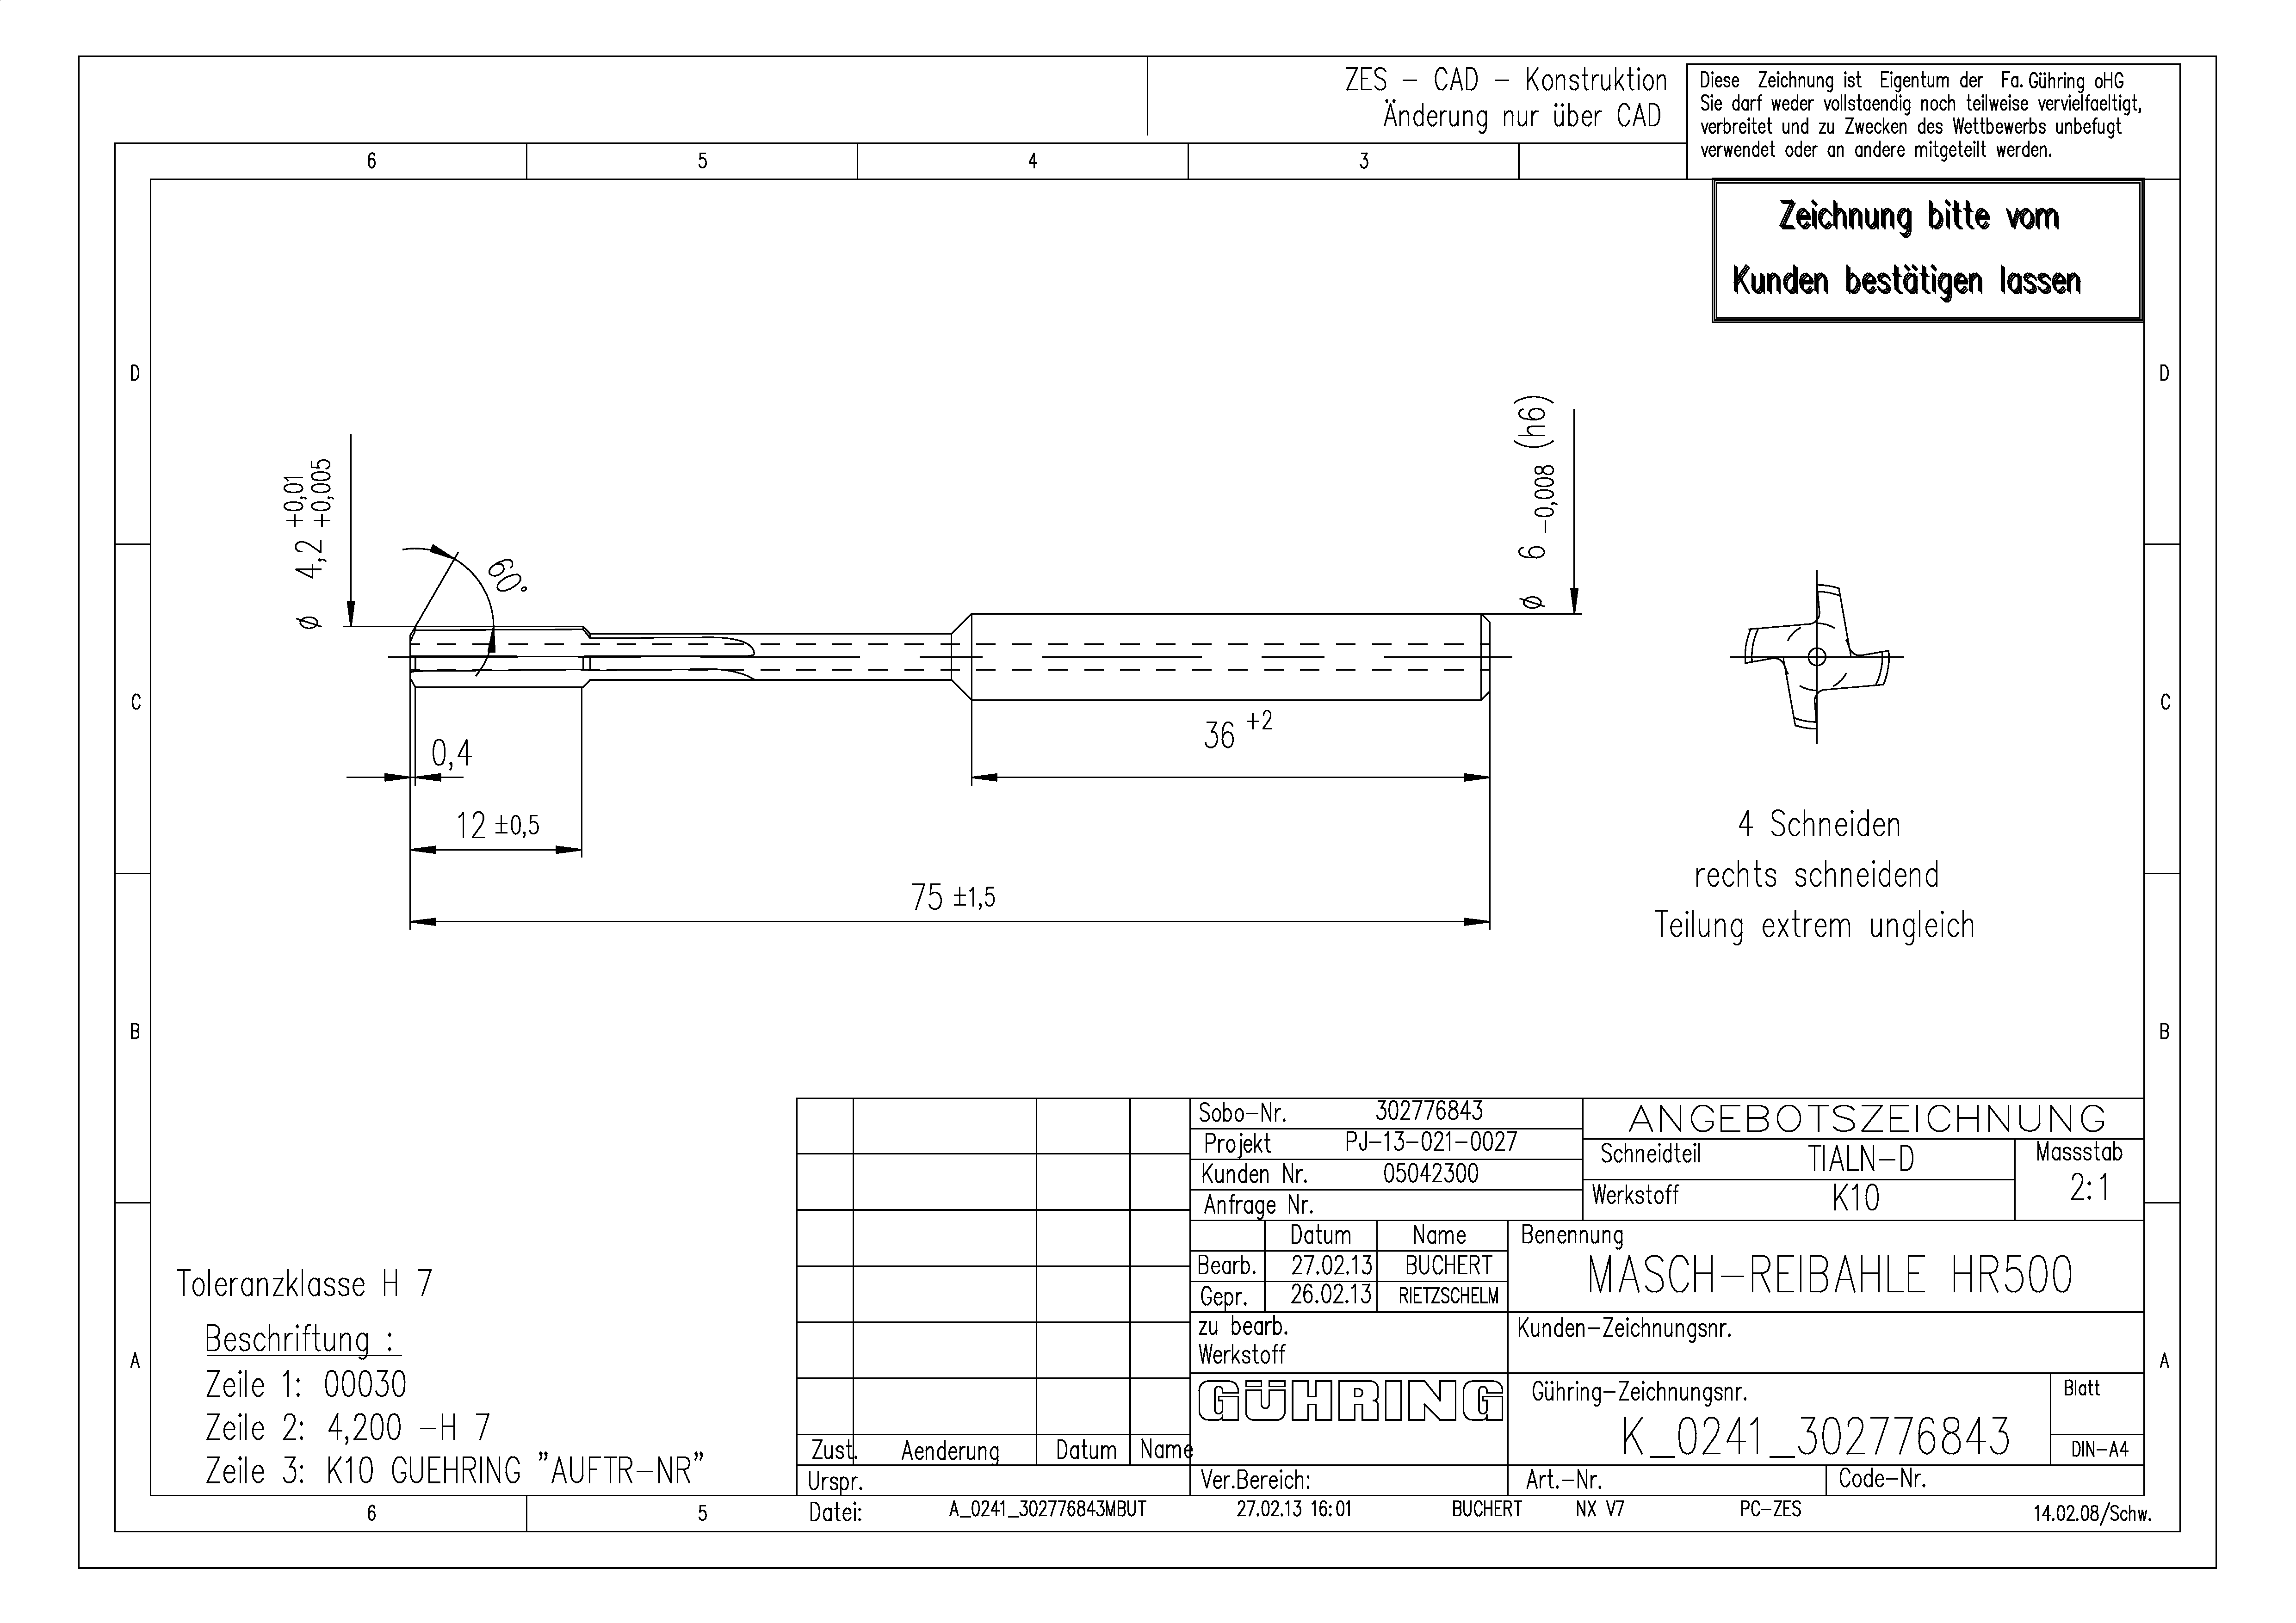 ZES – CAD – Konstruktion
Änderung nur über CAD
Diese Zeichnung ist Eigentum der Fa. Gühring oHG
Sie darf weder vollstaendig noch teilweise vervielfaeltigt,
verbreitet und zu Zwecken des Wettbewerbs unbefugt
verwendet oder an andere mitgeteilt werden.
6 5 4 3
Zeichnung bitte vom
Kunden bestätigen lassen
D D
ø 4,2 +0,01 +0,005
60°
ø 6 -0,008 (h6)
C C
36 +2
0,4
12 ±0,5
75 ±1,5
4 Schneiden
rechts schneidend
Teilung extrem ungleich
B B
Toleranzklasse H 7
Beschriftung :
Zeile 1: 00030
Zeile 2: 4,200 -H 7
Zeile 3: K10 GUEHRING "AUFTR-NR"
A A
Sobo-Nr. 302776843
Projekt PJ-13-021-0027
Kunden Nr. 05042300
Anfrage Nr.
ANGEBOTSZEICHNUNG
Schneidteil TIALN-D
Werkstoff K10
Massstab
2:1
Datum Name
Bearb. 27.02.13 BUCHERT
Gepr. 26.02.13 RIETZSCHELM
Benennung
MASCH-REIBAHLE HR500
zu bearb.
Werkstoff
Kunden-Zeichnungsnr.
GÜHRING
Gühring-Zeichnungsnr.
K_0241_302776843
Blatt
DIN-A4
Zust. Aenderung Datum Name
Urspr.
Ver.Bereich:
Art.-Nr.
Code-Nr.
6 5
Datei: A_0241_302776843MBUT 27.02.13 16:01 BUCHERT NX V7 PC-ZES 14.02.08/Schw.